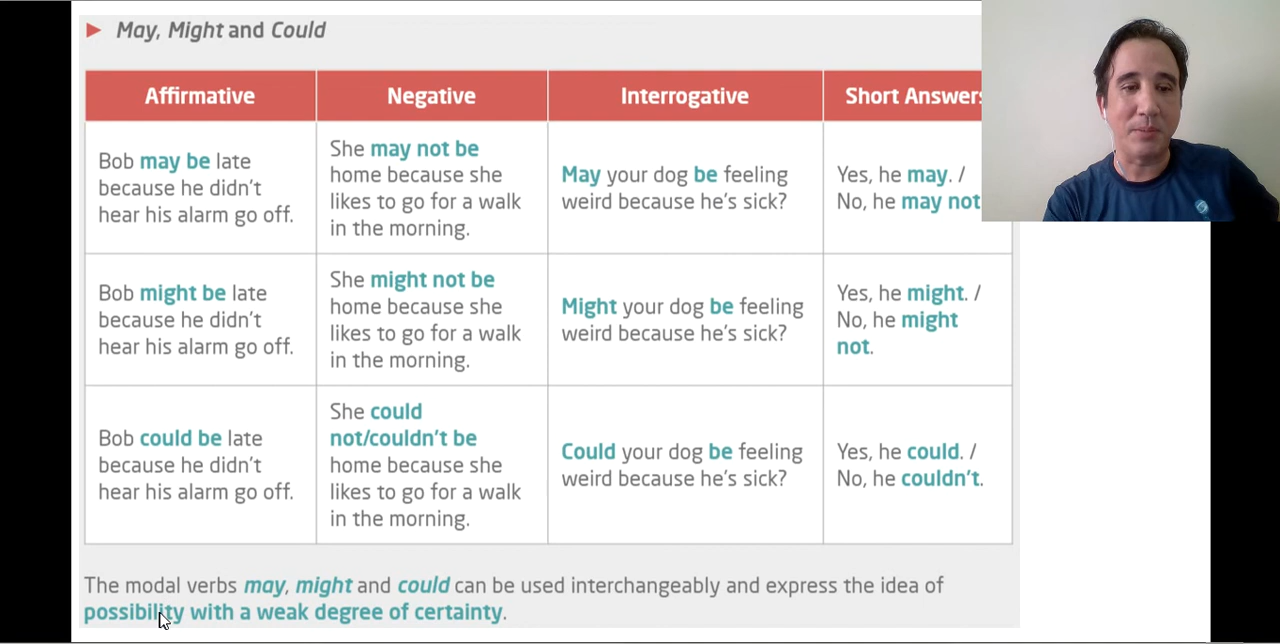 ► May, Might and Could
Affirmative
Negative
Interrogative
Short Answers
Bob may be late
because he didn't
hear his alarm go off.
She may not be
home because she
likes to go for a walk
in the morning.
May your dog be feeling
weird because he's sick?
Yes, he may. /
No, he may not
Bob might be late
because he didn't
hear his alarm go off.
She might not be
home because she
likes to go for a walk
in the morning.
Might your dog be feeling
weird because he's sick?
Yes, he might. /
No, he might
not.
Bob could be late
because he didn't
hear his alarm go off.
She could
not/couldn't be
home because she
likes to go for a walk
in the morning.
Could your dog be feeling
weird because he's sick?
Yes, he could. /
No, he couldn't.
The modal verbs may, might and could can be used interchangeably and express the idea of
possibility with a weak degree of certainty.